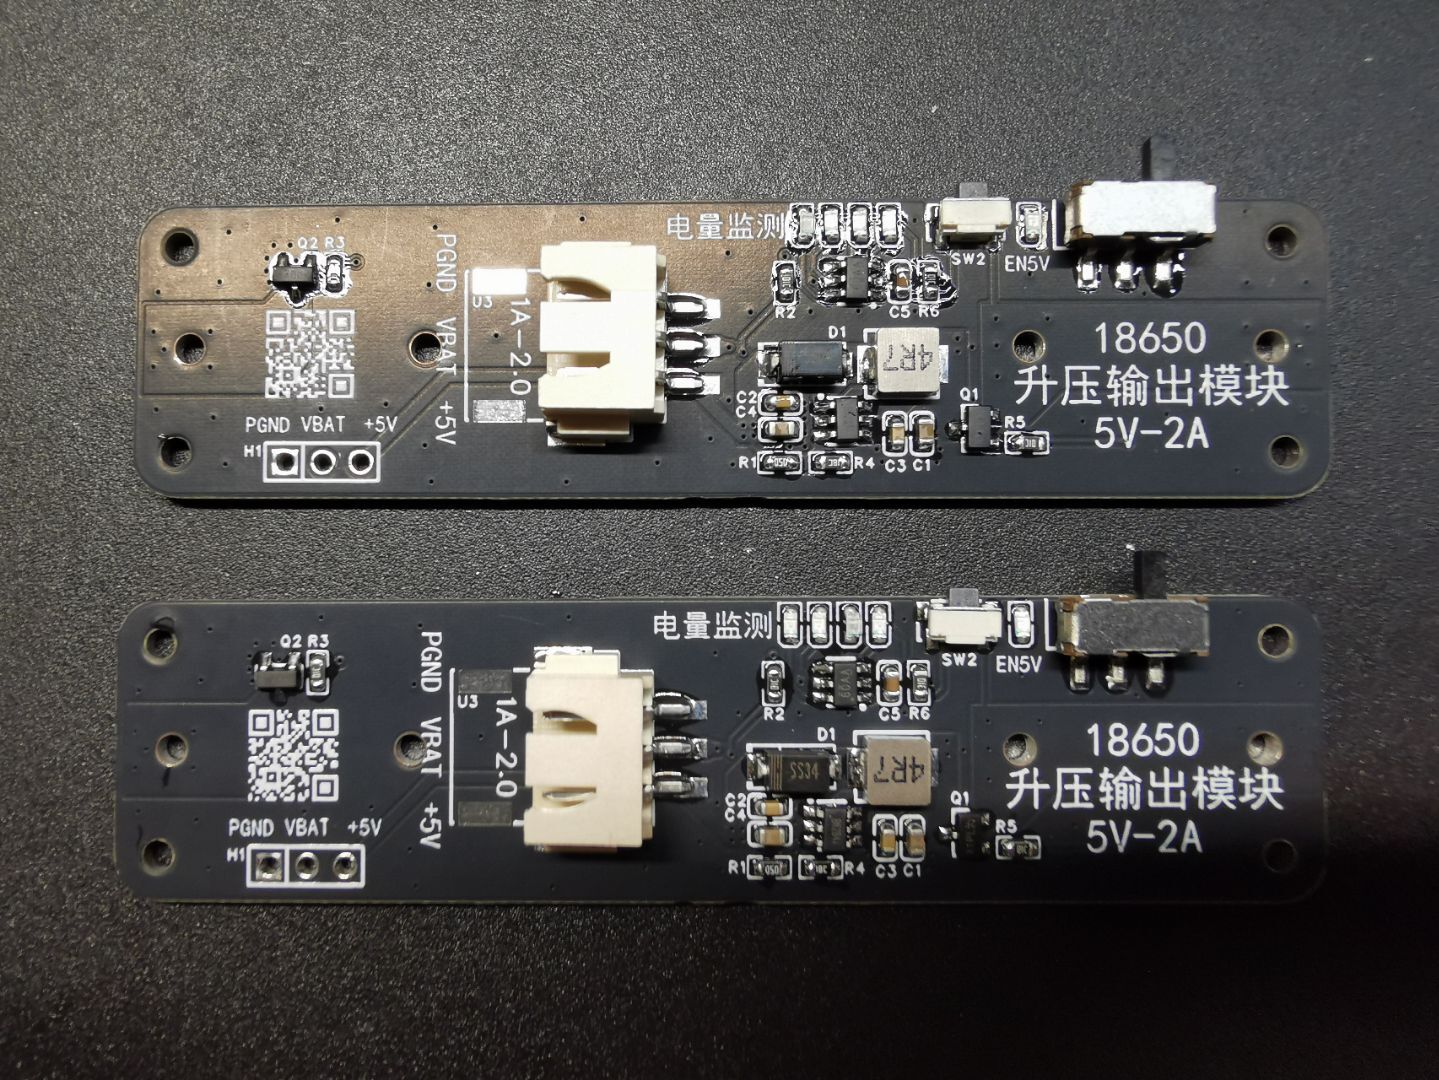 电量监测
Q2 R3
PGND
SW2
EN5V
U3
1A-2.0
R2
C5 R6
VBAT
D1
4R7
18650
升压输出模块
5V-2A
C2
C4
Q1
+5V
PGND VBAT +5V
H1
R1
R4
C3 C1
R5
电量监测
Q2 R3
PGND
SW2
EN5V
U3
1A-2.0
R2
C5 R6
VBAT
D1
SS34
4R7
18650
升压输出模块
5V-2A
C2
C4
Q1
+5V
PGND VBAT +5V
H1
R1
R4
C3 C1
R5